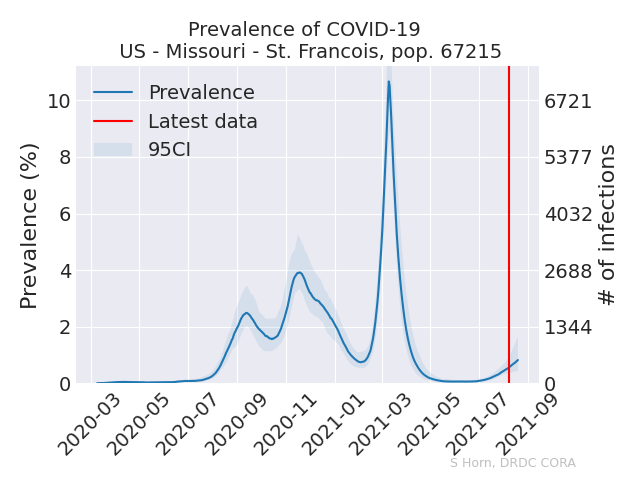 Prevalence of COVID-19
US - Missouri - St. Francois, pop. 67215
Prevalence
Latest data
95CI
Prevalence (%)
10
8
6
4
2
0
6721
5377
4032
2688
1344
0
# of infections
2020-03
2020-05
2020-07
2020-09
2020-11
2021-01
2021-03
2021-05
2021-07
2021-09
S Horn, DRDC CORA